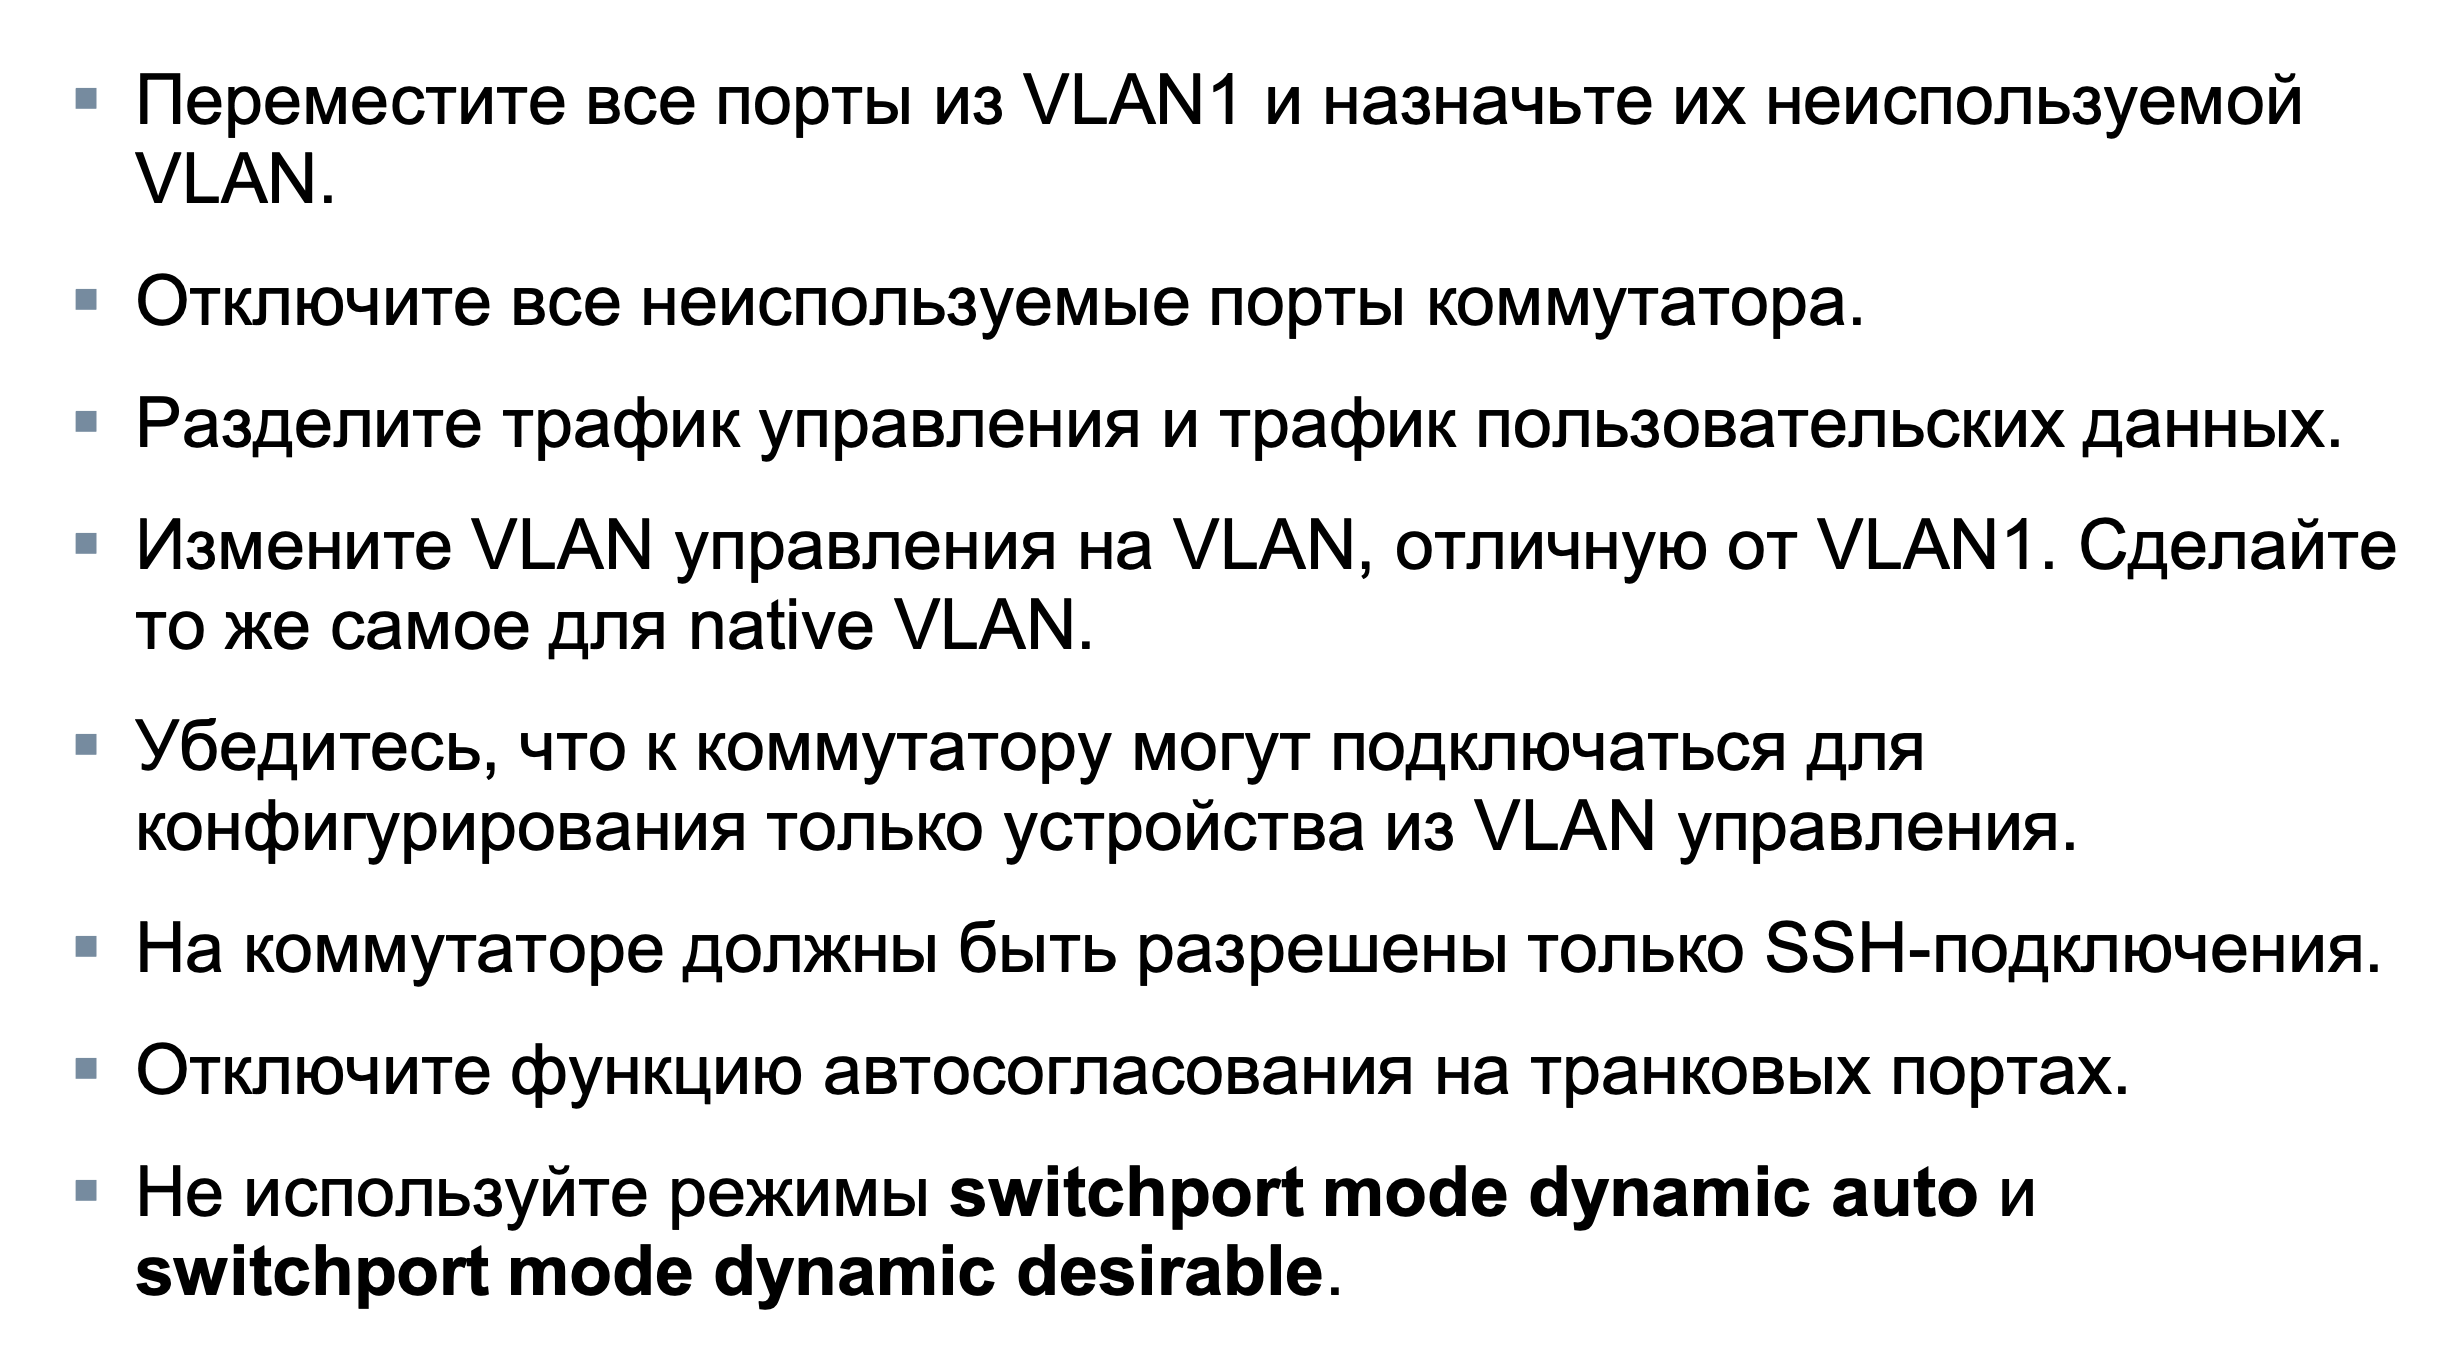 ▪ Переместите все порты из VLAN1 и назначьте их неиспользуемой
VLAN.
▪ Отключите все неиспользуемые порты коммутатора.
▪ Разделите трафик управления и трафик пользовательских данных.
▪ Измените VLAN управления на VLAN, отличную от VLAN1. Сделайте
то же самое для native VLAN.
▪ Убедитесь, что к коммутатору могут подключаться для
конфигурирования только устройства из VLAN управления.
▪ На коммутаторе должны быть разрешены только SSH-подключения.
▪ Отключите функцию автосогласования на транковых портах.
▪ Не используйте режимы switchport mode dynamic auto и
switchport mode dynamic desirable.